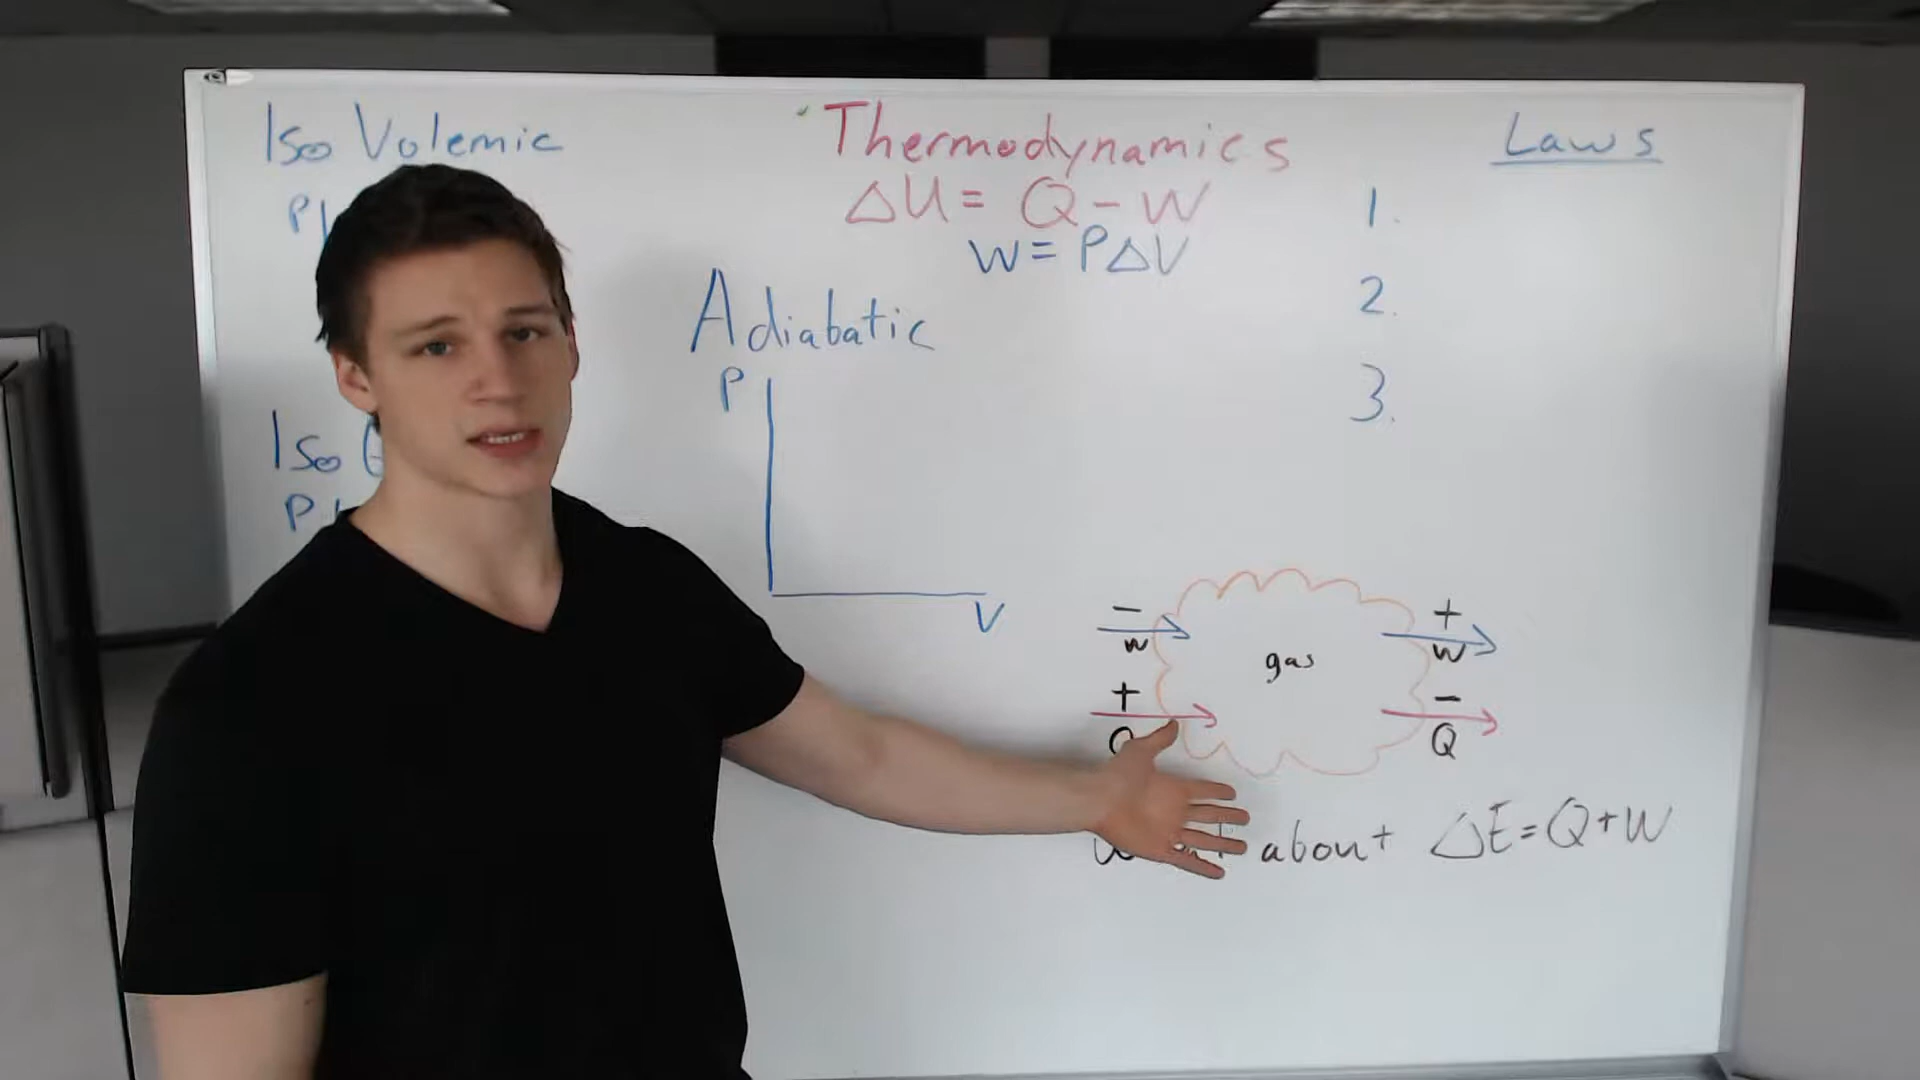 Iso Volemic
P
Iso
P
Thermodynamics
ΔU = Q - W
W = PΔV
Adiabatic
P
V
Laws
1.
2.
3.
- +
W W
gas
+ -
Q Q
about ΔE = Q + W